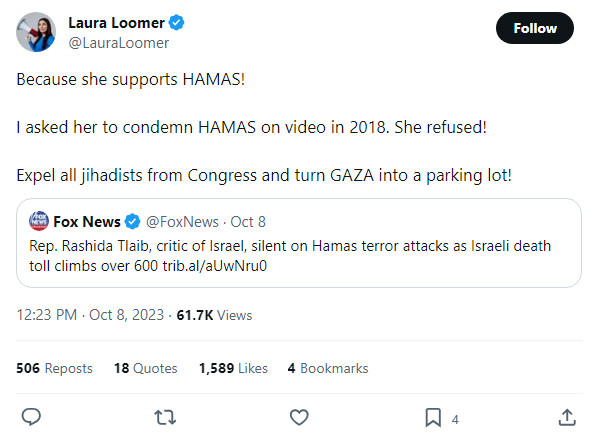 Laura Loomer
@LauraLoomer
Follow
Because she supports HAMAS!
I asked her to condemn HAMAS on video in 2018. She refused!
Expel all jihadists from Congress and turn GAZA into a parking lot!
FOX NEWS
Fox News @FoxNews · Oct 8
Rep. Rashida Tlaib, critic of Israel, silent on Hamas terror attacks as Israeli death
toll climbs over 600 trib.al/aUwNru0
12:23 PM · Oct 8, 2023 · 61.7K Views
506 Reposts 18 Quotes 1,589 Likes 4 Bookmarks
4